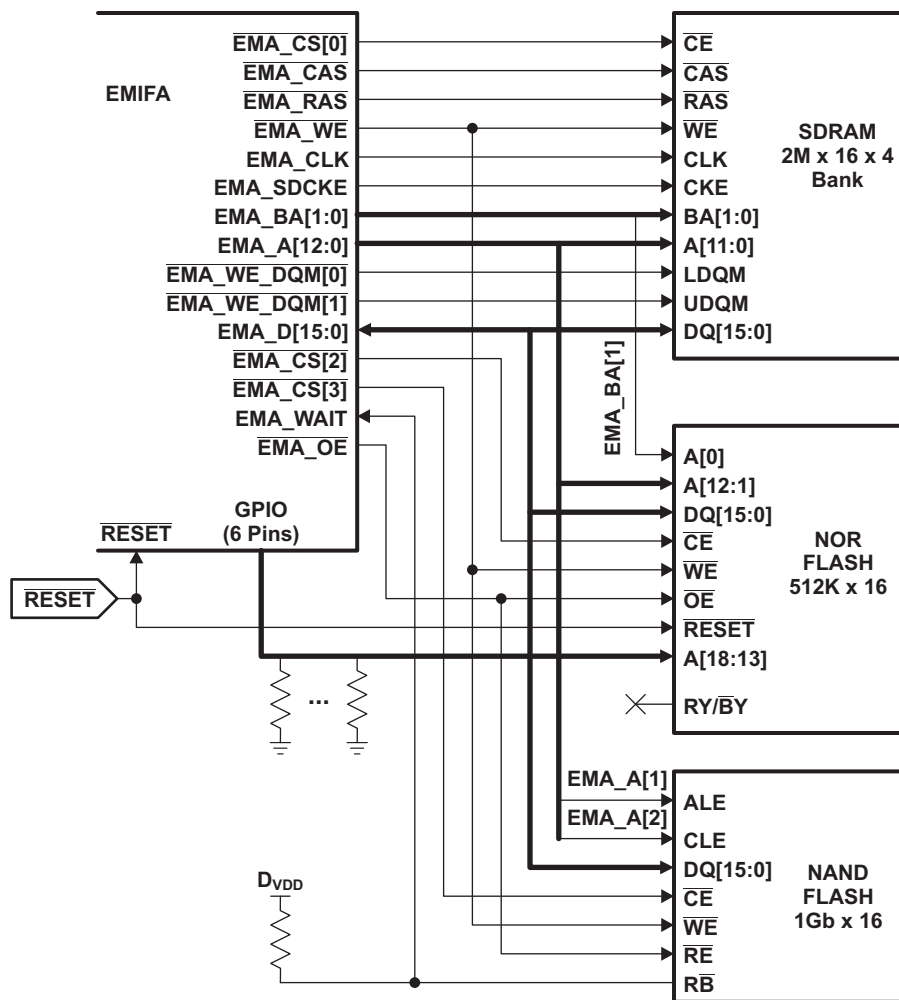 EMIFA
EMA_CS[0]
EMA_CAS
EMA_RAS
EMA_WE
EMA_CLK
EMA_SDCKE
EMA_BA[1:0]
EMA_A[12:0]
EMA_WE_DQM[0]
EMA_WE_DQM[1]
EMA_D[15:0]
EMA_CS[2]
EMA_CS[3]
EMA_WAIT
EMA_OE
GPIO
(6 Pins)
RESET
RESET
...
DVDD
EMA_BA[1]
CE
CAS
RAS
WE
CLK
CKE
BA[1:0]
A[11:0]
LDQM
UDQM
DQ[15:0]
SDRAM
2M x 16 x 4
Bank
A[0]
A[12:1]
DQ[15:0]
CE
WE
OE
RESET
A[18:13]
RY/BY
NOR
FLASH
512K x 16
EMA_A[1]
EMA_A[2]
ALE
CLE
DQ[15:0]
CE
WE
RE
RB
NAND
FLASH
1Gb x 16